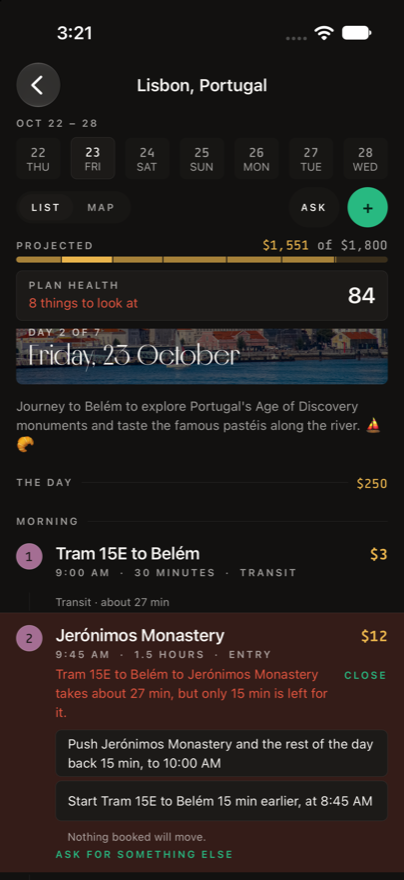 3:21
Lisbon, Portugal
OCT 22 – 28
22 23 24 25 26 27 28
THU FRI SAT SUN MON TUE WED
LIST MAP ASK +
PROJECTED $1,551 of $1,800
PLAN HEALTH
8 things to look at 84
DAY 2 OF 7
Friday, 23 October
Journey to Belém to explore Portugal's Age of Discovery
monuments and taste the famous pastéis along the river. ⛵
🥐
THE DAY $250
MORNING
1 Tram 15E to Belém $3
9:00 AM · 30 MINUTES · TRANSIT
Transit · about 27 min
2 Jerónimos Monastery $12
9:45 AM · 1.5 HOURS · ENTRY
Tram 15E to Belém to Jerónimos Monastery CLOSE
takes about 27 min, but only 15 min is left for
it.
Push Jerónimos Monastery and the rest of the day
back 15 min, to 10:00 AM
Start Tram 15E to Belém 15 min earlier, at 8:45 AM
Nothing booked will move.
ASK FOR SOMETHING ELSE